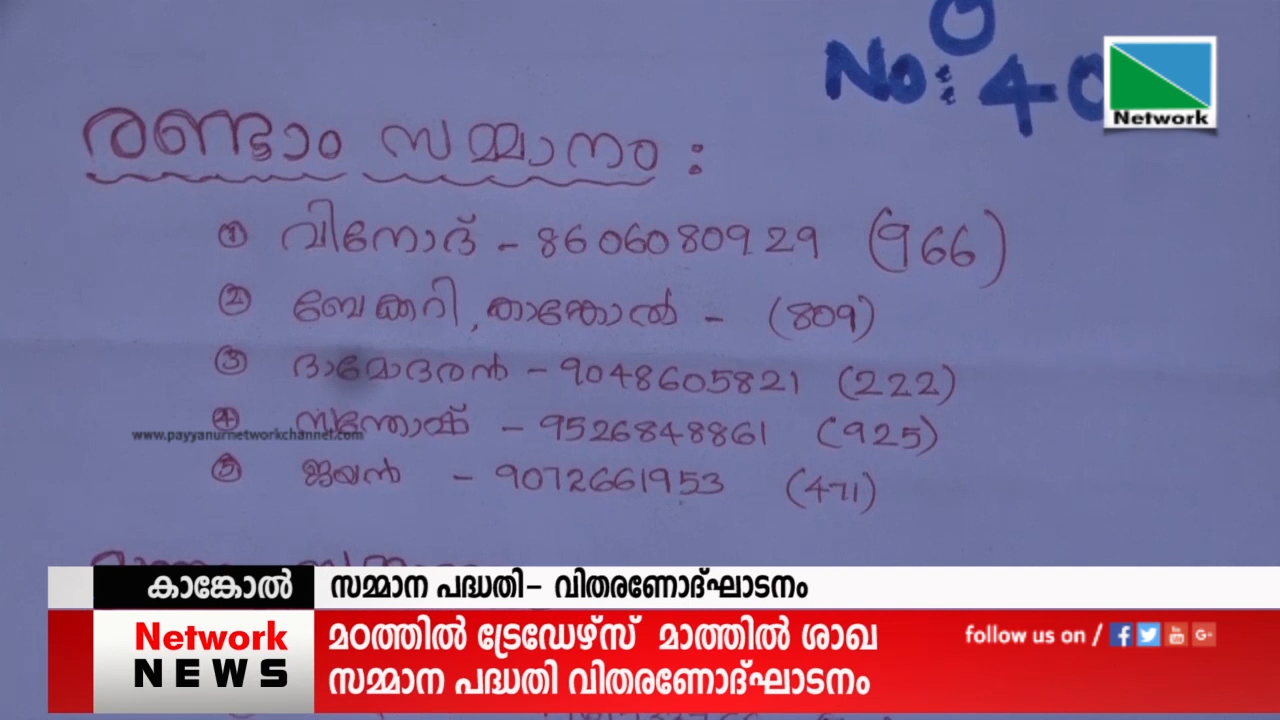 No: 40
Network
രണ്ടാം സമ്മാനം :
① വിനോദ് - 8606080929 (966)
② ബേക്കറി, താങ്കോൽ - (809)
③ ദാമോദരൻ - 9048605821 (222)
④ സന്തോഷ് - 9526848861 (925)
www.payyanurnetworkchannel.com
⑤ ജയൻ - 9072661953 (471)
കാങ്കോൽ സമ്മാന പദ്ധതി- വിതരണോദ്ഘാടനം
Network NEWS
മഠത്തിൽ ട്രേഡേഴ്സ് മാത്തിൽ ശാഖ
സമ്മാന പദ്ധതി വിതരണോദ്ഘാടനം
follow us on /